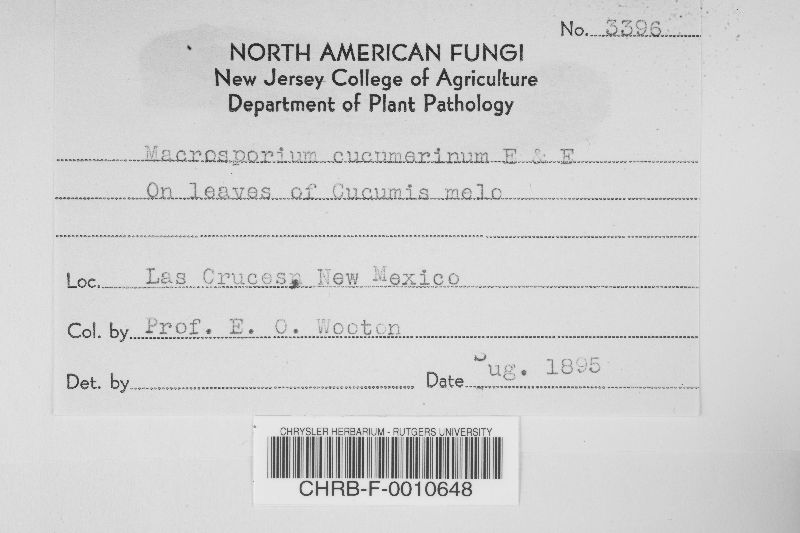 No. 3396
NORTH AMERICAN FUNGI
New Jersey College of Agriculture
Department of Plant Pathology
Macrosporium cucumerinum E & E
On leaves of Cucumis melo
Loc. Las Cruces, New Mexico
Col. by Prof. E. O. Wooton
Det. by
Date Aug. 1895
CHRYSLER HERBARIUM - RUTGERS UNIVERSITY
CHRB-F-0010648